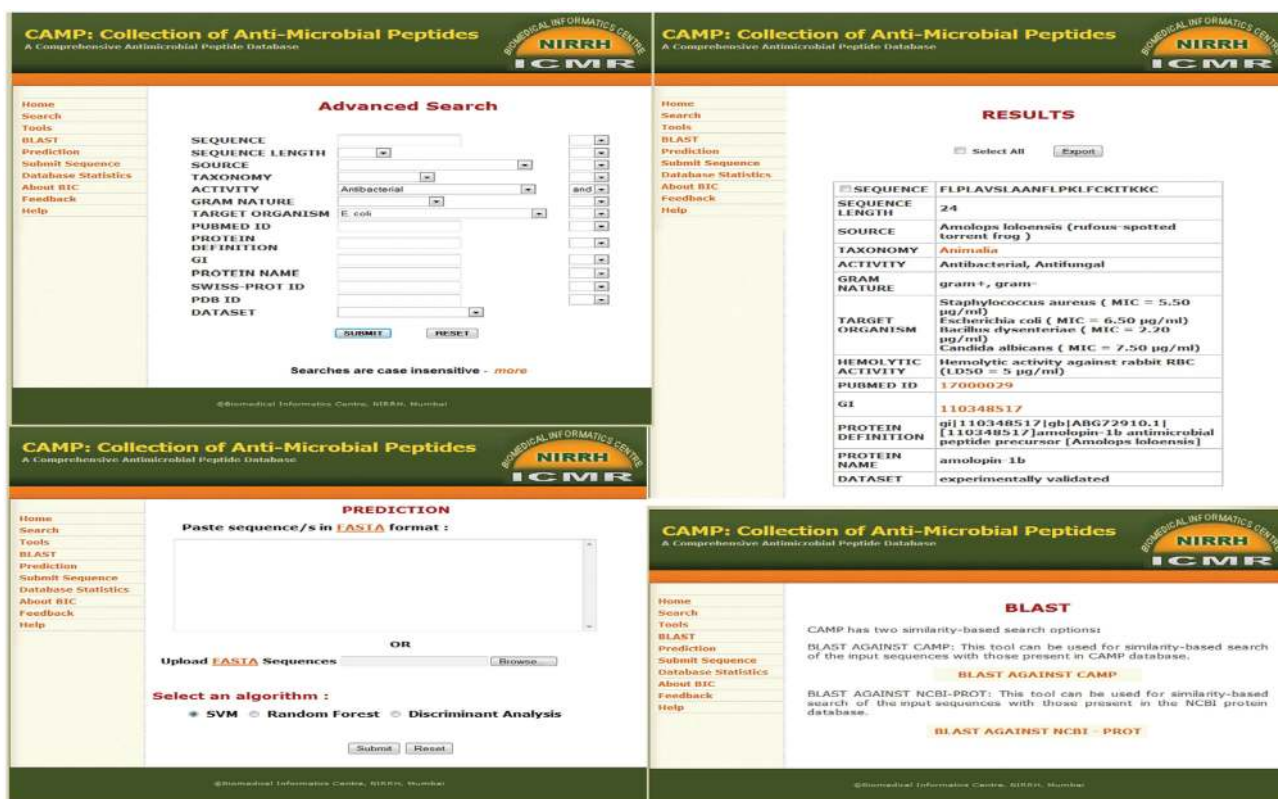 CAMP: Collection of Anti-Microbial Peptides
A Comprehensive Antimicrobial Peptide Database
BIOMEDICAL INFORMATICS CENTRE
NIRRH
ICMR
Home
Search
Tools
BLAST
Prediction
Submit Sequence
Database Statistics
About BIC
Feedback
Help
Advanced Search
SEQUENCE
SEQUENCE LENGTH
SOURCE
TAXONOMY
ACTIVITY Antibacterial and
GRAM NATURE
TARGET ORGANISM E. coli
PUBMED ID
PROTEIN
DEFINITION
GI
PROTEIN NAME
SWISS-PROT ID
PDB ID
DATASET
SUBMIT RESET
Searches are case insensitive - more
©Biomedical Informatics Centre, NIRRH, Mumbai
CAMP: Collection of Anti-Microbial Peptides
A Comprehensive Antimicrobial Peptide Database
BIOMEDICAL INFORMATICS CENTRE
NIRRH
ICMR
Home
Search
Tools
BLAST
Prediction
Submit Sequence
Database Statistics
About BIC
Feedback
Help
RESULTS
Select All Export
SEQUENCE FLPLAVSLAANFLPKLFCKITKKC
SEQUENCE
LENGTH
24
SOURCE
Amolops loloensis (rufous-spotted
torrent frog )
TAXONOMY Animalia
ACTIVITY Antibacterial, Antifungal
GRAM
NATURE
gram+, gram-
TARGET
ORGANISM
Staphylococcus aureus ( MIC = 5.50
µg/ml)
Escherichia coli ( MIC = 6.50 µg/ml)
Bacillus dysenteriae ( MIC = 2.20
µg/ml)
Candida albicans ( MIC = 7.50 µg/ml)
HEMOLYTIC
ACTIVITY
Hemolytic activity against rabbit RBC
(LD50 = 5 µg/ml)
PUBMED ID 17000029
GI 110348517
PROTEIN
DEFINITION
gi|110348517|gb|ABG72910.1|
[110348517]amolopin-1b antimicrobial
peptide precursor [Amolops loloensis]
PROTEIN
NAME
amolopin-1b
DATASET experimentally validated
CAMP: Collection of Anti-Microbial Peptides
A Comprehensive Antimicrobial Peptide Database
BIOMEDICAL INFORMATICS CENTRE
NIRRH
ICMR
Home
Search
Tools
BLAST
Prediction
Submit Sequence
Database Statistics
About BIC
Feedback
Help
PREDICTION
Paste sequence/s in FASTA format :
OR
Upload FASTA Sequences Browse...
Select an algorithm :
SVM Random Forest Discriminant Analysis
Submit Reset
©Biomedical Informatics Centre, NIRRH, Mumbai
CAMP: Collection of Anti-Microbial Peptides
A Comprehensive Antimicrobial Peptide Database
BIOMEDICAL INFORMATICS CENTRE
NIRRH
ICMR
Home
Search
Tools
BLAST
Prediction
Submit Sequence
Database Statistics
About BIC
Feedback
Help
BLAST
CAMP has two similarity-based search options:
BLAST AGAINST CAMP: This tool can be used for similarity-based search
of the input sequences with those present in CAMP database.
BLAST AGAINST CAMP
BLAST AGAINST NCBI-PROT: This tool can be used for similarity-based
search of the input sequences with those present in the NCBI protein
database.
BLAST AGAINST NCBI - PROT
©Biomedical Informatics Centre, NIRRH, Mumbai